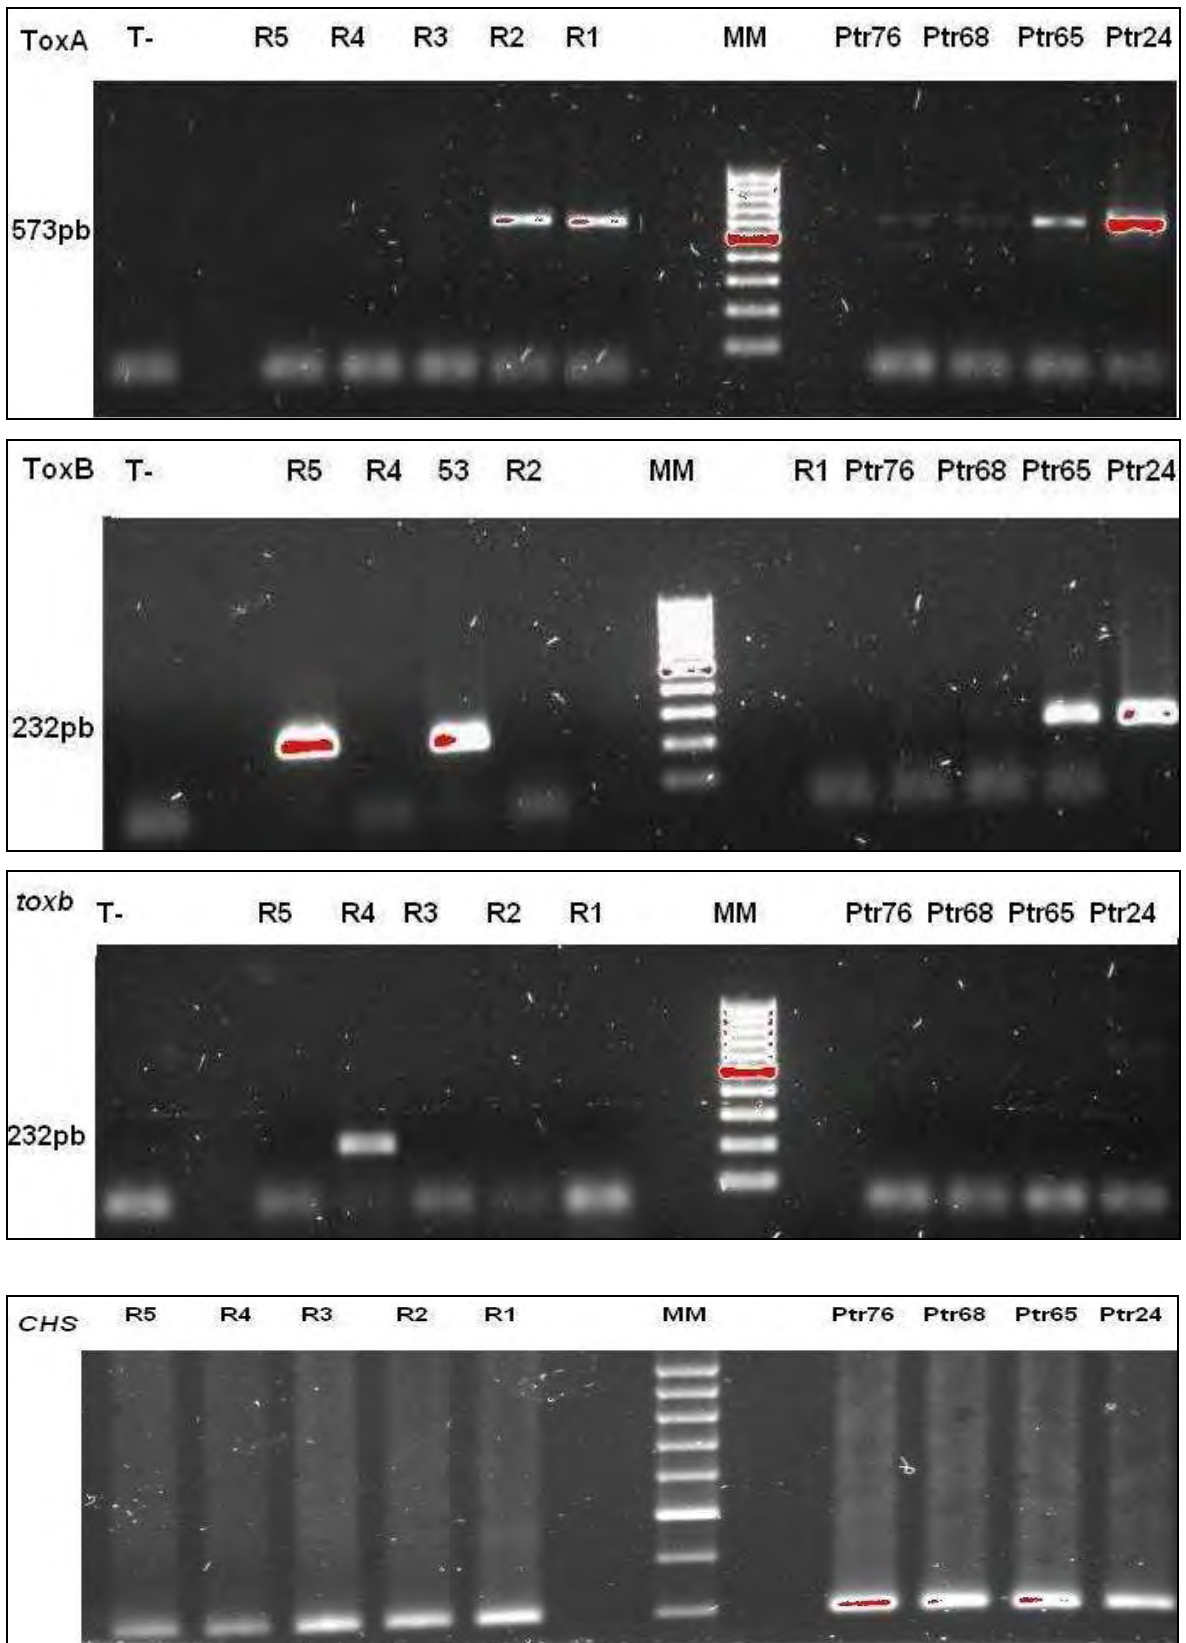 ToxA T- R5 R4 R3 R2 R1 MM Ptr76 Ptr68 Ptr65 Ptr24
573pb
ToxB T- R5 R4 53 R2 MM R1 Ptr76 Ptr68 Ptr65 Ptr24
232pb
toxb T- R5 R4 R3 R2 R1 MM Ptr76 Ptr68 Ptr65 Ptr24
232pb
CHS R5 R4 R3 R2 R1 MM Ptr76 Ptr68 Ptr65 Ptr24